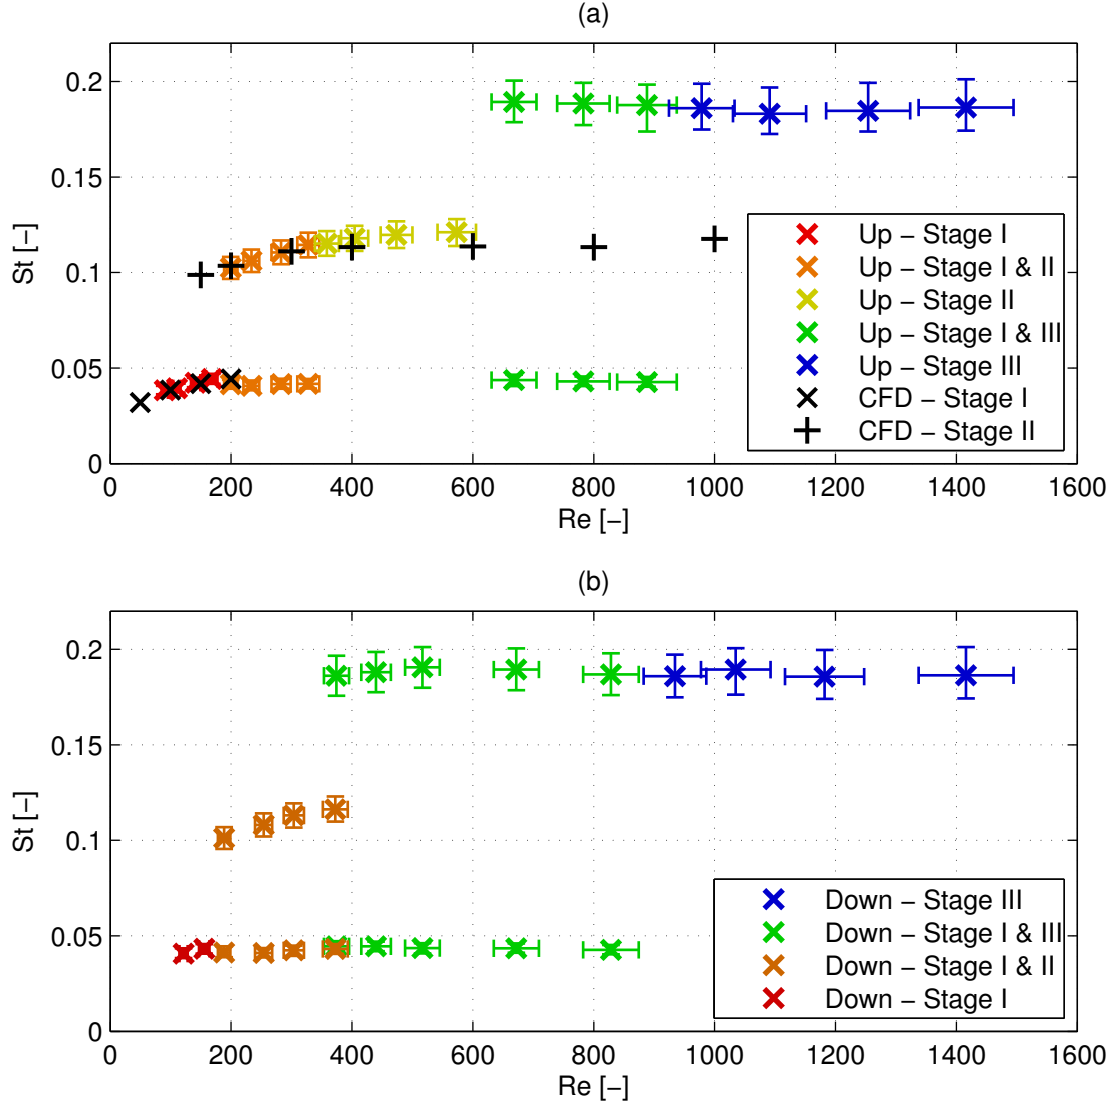 (a)
St [−]
0.2
0.15
0.1
0.05
0
0 200 400 600 800 1000 1200 1400 1600
Re [−]
Up − Stage I
Up − Stage I & II
Up − Stage II
Up − Stage I & III
Up − Stage III
CFD − Stage I
CFD − Stage II
(b)
St [−]
0.2
0.15
0.1
0.05
0
0 200 400 600 800 1000 1200 1400 1600
Re [−]
Down − Stage III
Down − Stage I & III
Down − Stage I & II
Down − Stage I